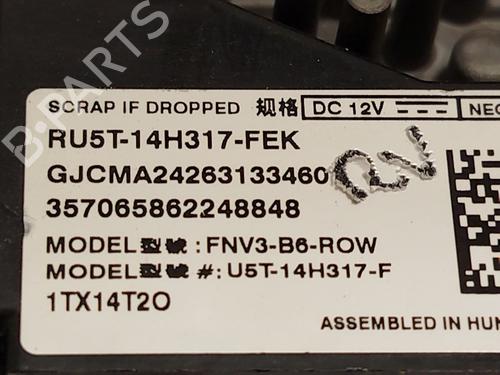 SCRAP IF DROPPED 规格 DC 12V
RU5T-14H317-FEK
GJCMA24263133460
357065862248848
MODEL型號:FNV3-B6-ROW
MODEL型號#:U5T-14H317-F
1TX14T2O
ASSEMBLED IN HUN
B-PARTS